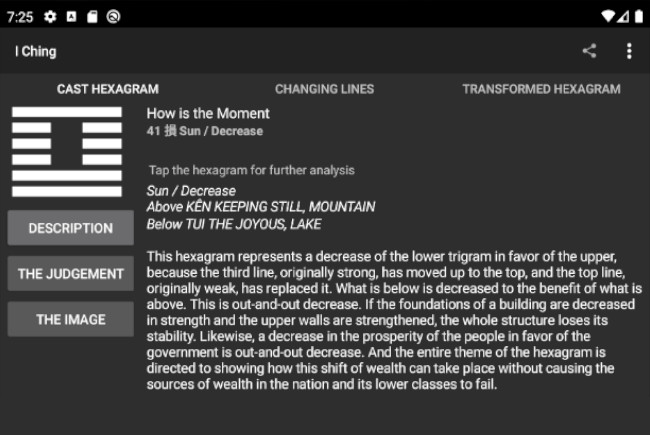 7:25
I Ching
CAST HEXAGRAM
CHANGING LINES
TRANSFORMED HEXAGRAM
How is the Moment
41 損 Sun / Decrease
Tap the hexagram for further analysis
Sun / Decrease
Above KÊN KEEPING STILL, MOUNTAIN
Below TUI THE JOYOUS, LAKE
DESCRIPTION
THE JUDGEMENT
THE IMAGE
This hexagram represents a decrease of the lower trigram in favor of the upper,
because the third line, originally strong, has moved up to the top, and the top line,
originally weak, has replaced it. What is below is decreased to the benefit of what is
above. This is out-and-out decrease. If the foundations of a building are decreased
in strength and the upper walls are strengthened, the whole structure loses its
stability. Likewise, a decrease in the prosperity of the people in favor of the
government is out-and-out decrease. And the entire theme of the hexagram is
directed to showing how this shift of wealth can take place without causing the
sources of wealth in the nation and its lower classes to fail.